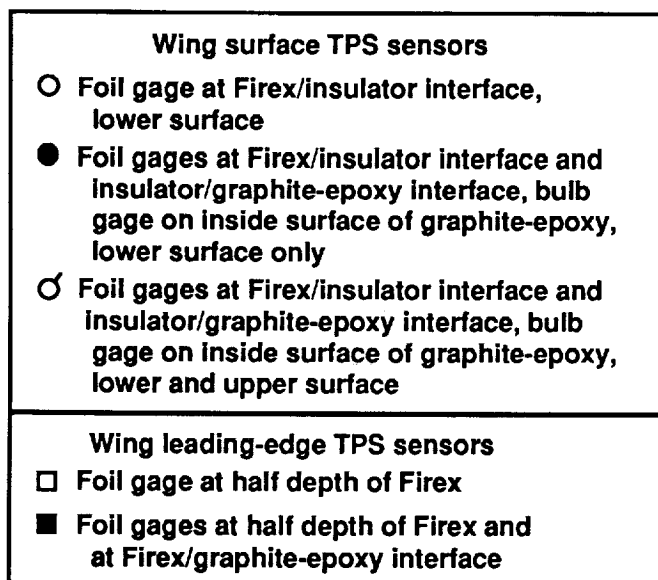 Wing surface TPS sensors
Foil gage at Firex/insulator interface,
lower surface
Foil gages at Firex/insulator interface and
insulator/graphite-epoxy interface, bulb
gage on inside surface of graphite-epoxy,
lower surface only
Foil gages at Firex/insulator interface and
insulator/graphite-epoxy interface, bulb
gage on inside surface of graphite-epoxy,
lower and upper surface
Wing leading-edge TPS sensors
Foil gage at half depth of Firex
Foil gages at half depth of Firex and
at Firex/graphite-epoxy interface